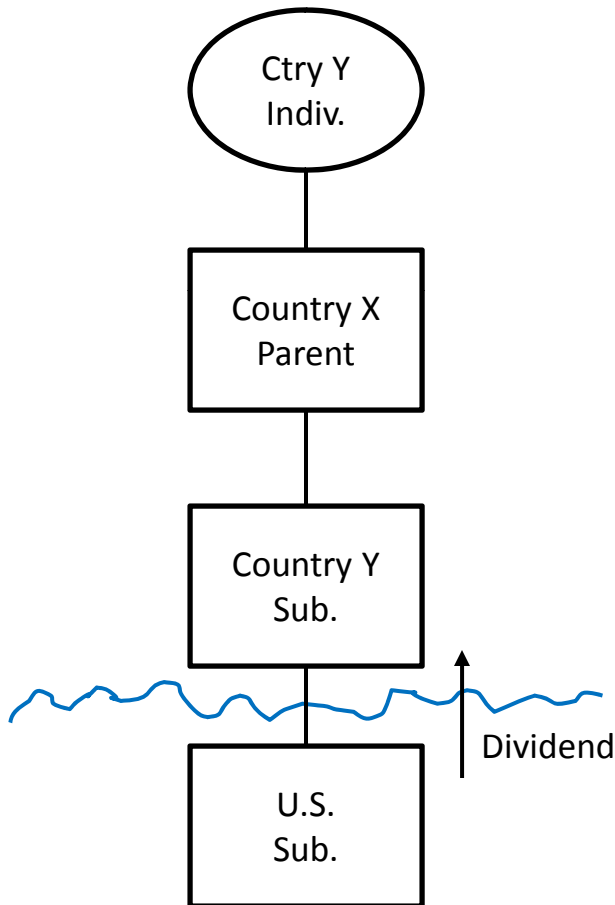 Ctry Y
Indiv.
Country X
Parent
Country Y
Sub.
Dividend
U.S.
Sub.